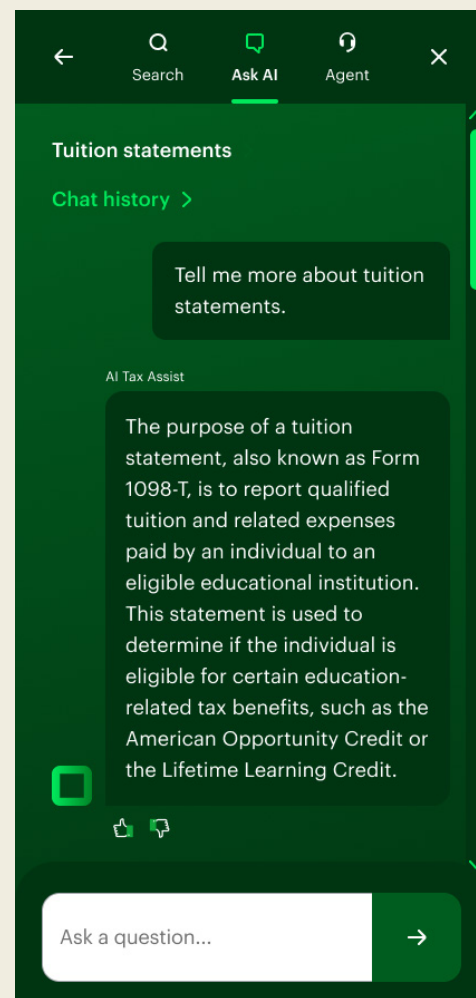 Search
Ask AI
Agent
Tuition statements
Chat history
Tell me more about tuition
statements.
AI Tax Assist
The purpose of a tuition
statement, also known as Form
1098-T, is to report qualified
tuition and related expenses
paid by an individual to an
eligible educational institution.
This statement is used to
determine if the individual is
eligible for certain education-
related tax benefits, such as the
American Opportunity Credit or
the Lifetime Learning Credit.
Ask a question...